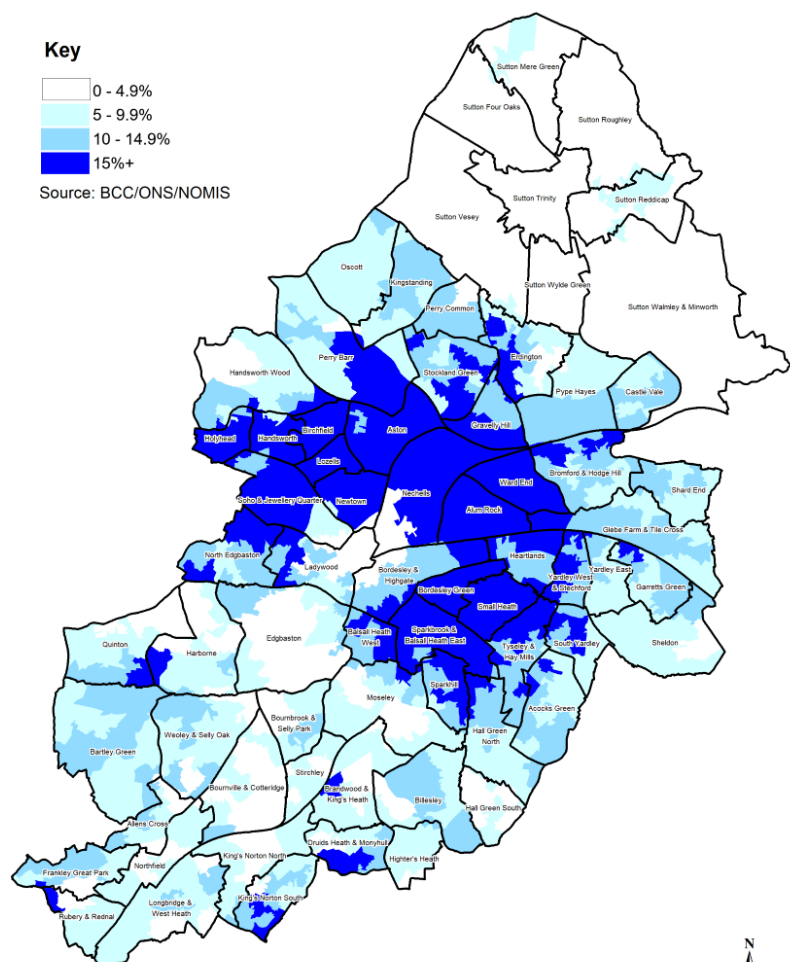 Key
0 - 4.9%
5 - 9.9%
10 - 14.9%
15%+
Source: BCC/ONS/NOMIS
Sutton Mere Green
Sutton Four Oaks
Sutton Roughley
Sutton Trinity
Sutton Reddicap
Sutton Vesey
Sutton Wylde Green
Sutton Walmley & Minworth
Oscott
Kingstanding
Perry Common
Erdington
Perry Barr
Handsworth Wood
Stockland Green
Pype Hayes
Castle Vale
Gravelly Hill
Aston
Birchfield
Holyhead
Handsworth
Lozells
Ward End
Bromford & Hodge Hill
Shard End
Soho & Jewellery Quarter
Newtown
Nechells
Alum Rock
Glebe Farm & Tile Cross
North Edgbaston
Ladywood
Bordesley &
Highgate
Heartlands
Yardley West
& Stechford
Yardley East
Garretts Green
Bordesley Green
Small Heath
Quinton
Harborne
Edgbaston
Balsall Heath
West
Sparkbrook &
Balsall Heath East
Tyseley &
Hay Mills
South Yardley
Sheldon
Sparkhill
Moseley
Acocks Green
Hall Green
North
Bartley Green
Weoley & Selly Oak
Bournbrook &
Selly Park
Stirchley
Bournville & Cotteridge
Brandwood &
King's Heath
Billesley
Hall Green South
Allens Cross
Druids Heath & Monyhull
Highter's Heath
King's Norton North
Northfield
Frankley Great Park
Longbridge &
West Heath
King's Norton South
Rubery & Rednal
N